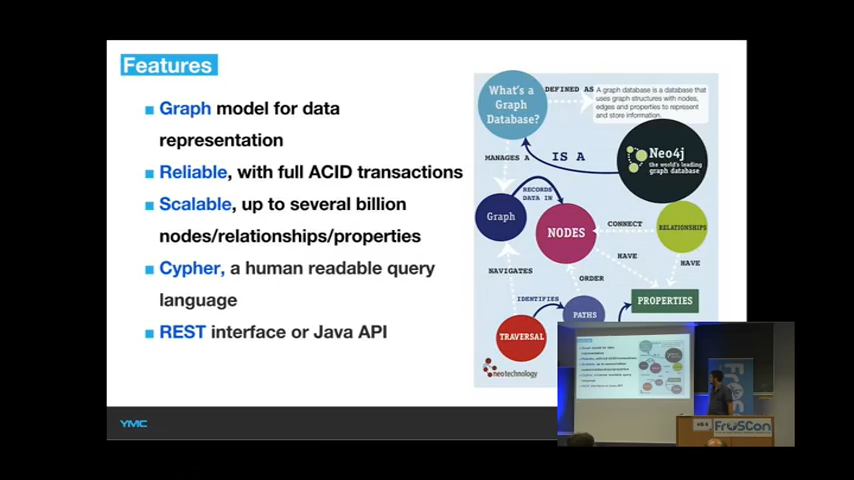 Features
Graph model for data
representation
Reliable, with full ACID transactions
Scalable, up to several billion
nodes/relationships/properties
Cypher, a human readable query
language
REST interface or Java API
What's a
Graph
Database?
DEFINED AS
A graph database is a database that
uses graph structures with nodes,
edges and properties to represent
and store information.
MANAGES A
IS A
Neo4j
the world's leading
graph database
RECORDS
DATA IN
Graph
NODES
CONNECT
RELATIONSHIPS
HAVE
HAVE
NAVIGATES
ORDER
IDENTIFIES
PATHS
PROPERTIES
TRAVERSAL
neotechnology
YMC
FrOSCon